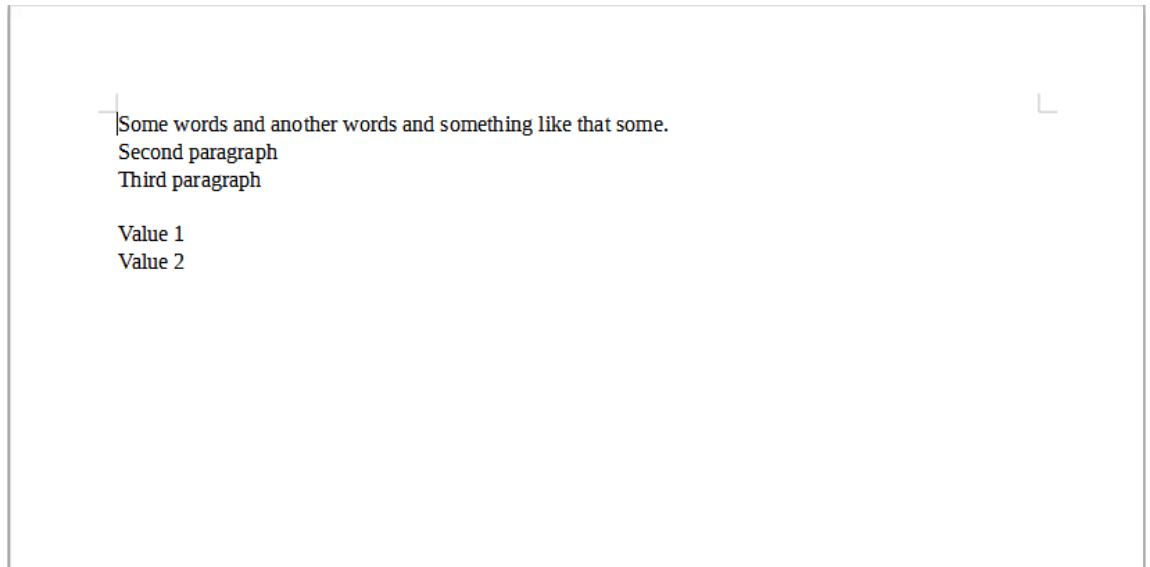 Some words and another words and something like that some.
Second paragraph
Third paragraph
Value 1
Value 2